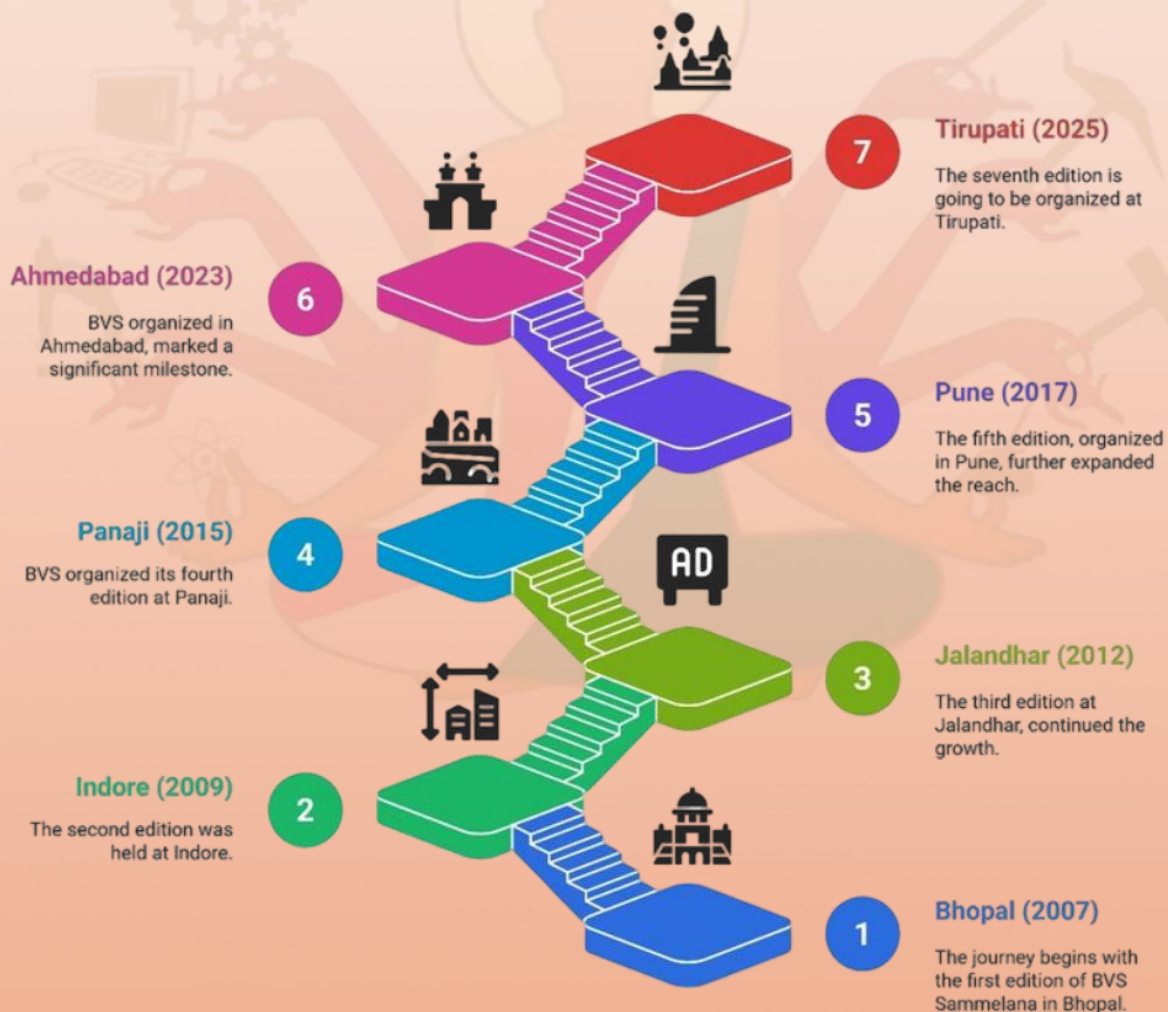 7
Tirupati (2025)
The seventh edition is
going to be organized at
Tirupati.
Ahmedabad (2023)
6
BVS organized in
Ahmedabad, marked a
significant milestone.
5
Pune (2017)
The fifth edition, organized
in Pune, further expanded
the reach.
Panaji (2015)
4
BVS organized its fourth
edition at Panaji.
AD
3
Jalandhar (2012)
The third edition at
Jalandhar, continued the
growth.
Indore (2009)
2
The second edition was
held at Indore.
1
Bhopal (2007)
The journey begins with
the first edition of BVS
Sammelana in Bhopal.